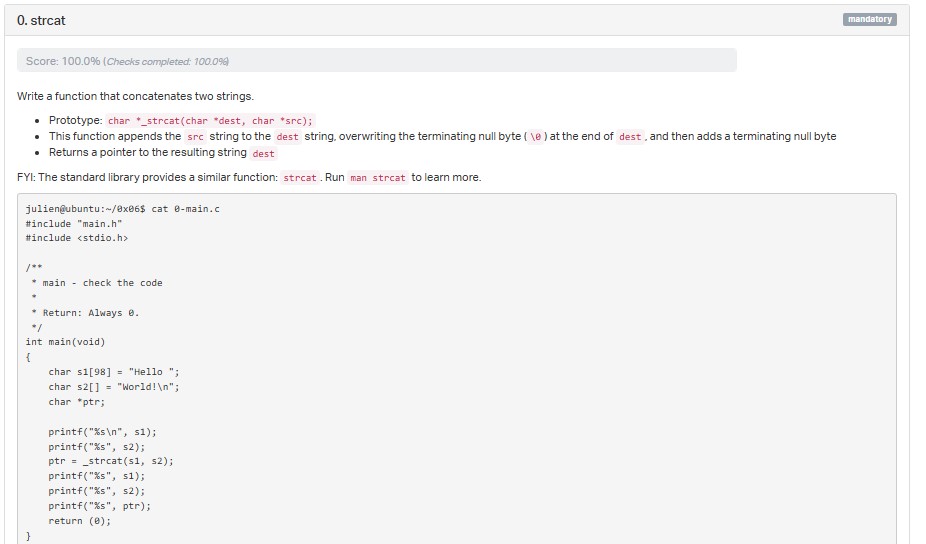 0. strcat
mandatory
Score: 100.0% (Checks completed: 100.0%)
Write a function that concatenates two strings.
• Prototype: char *_strcat(char *dest, char *src);
• This function appends the src string to the dest string, overwriting the terminating null byte ( \0 ) at the end of dest , and then adds a terminating null byte
• Returns a pointer to the resulting string dest
FYI: The standard library provides a similar function: strcat . Run man strcat to learn more.
julien@ubuntu:~/0x06$ cat 0-main.c
#include "main.h"
#include <stdio.h>

/**
 * main - check the code
 *
 * Return: Always 0.
 */
int main(void)
{
    char s1[98] = "Hello ";
    char s2[] = "World!\n";
    char *ptr;

    printf("%s\n", s1);
    printf("%s", s2);
    ptr = _strcat(s1, s2);
    printf("%s", s1);
    printf("%s", s2);
    printf("%s", ptr);
    return (0);
}